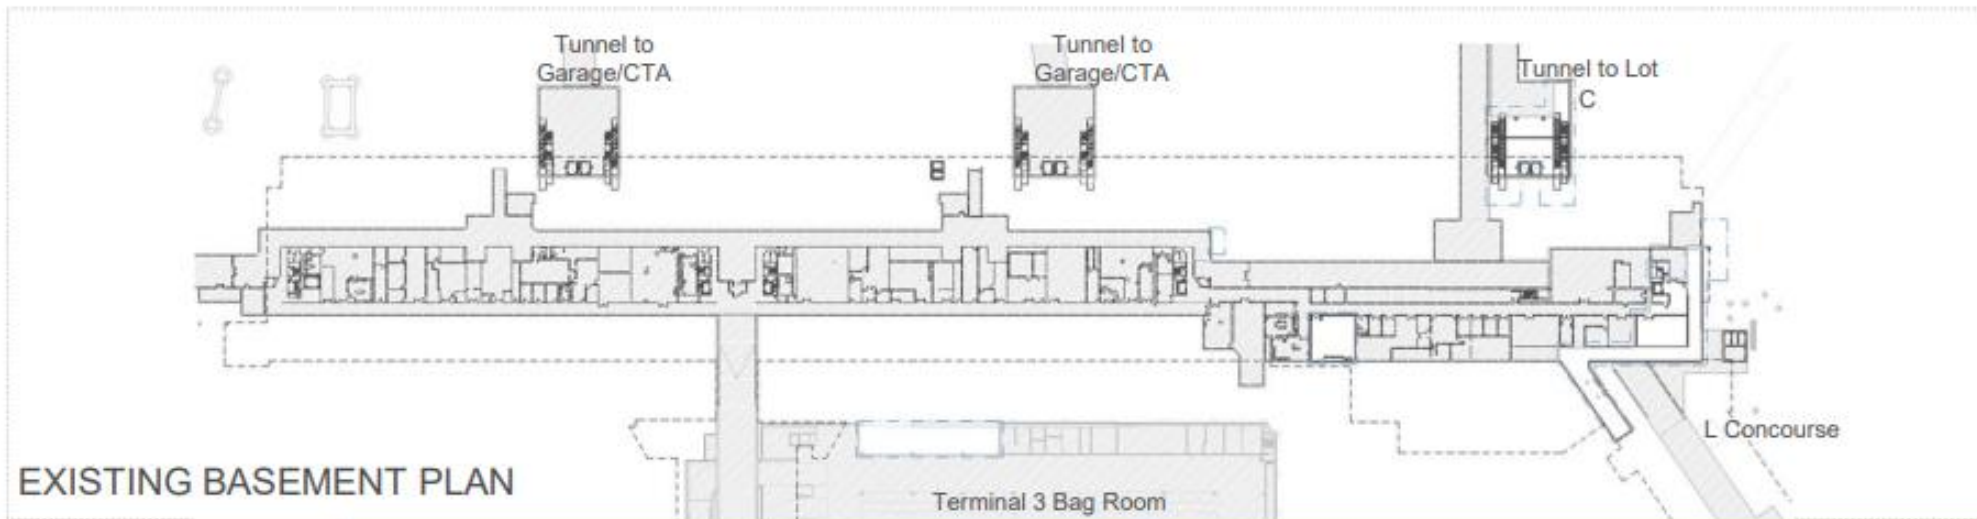 Tunnel to
Garage/CTA
Tunnel to
Garage/CTA
Tunnel to Lot
C
L Concourse
EXISTING BASEMENT PLAN
Terminal 3 Bag Room